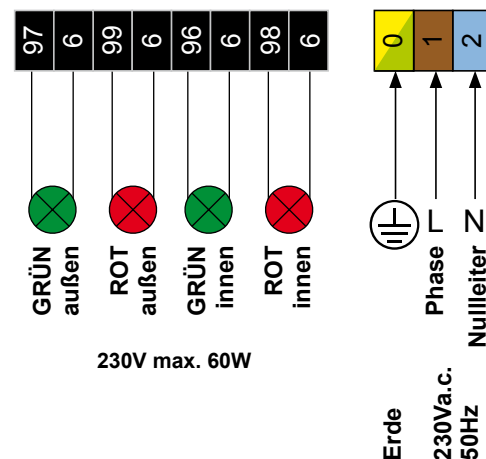 97 6 99 6 96 6 98 6
0 1 2
L N
GRÜN
außen
ROT
außen
GRÜN
innen
ROT
innen
Phase
Nullleiter
230V max. 60W
Erde
230Va.c.
50Hz